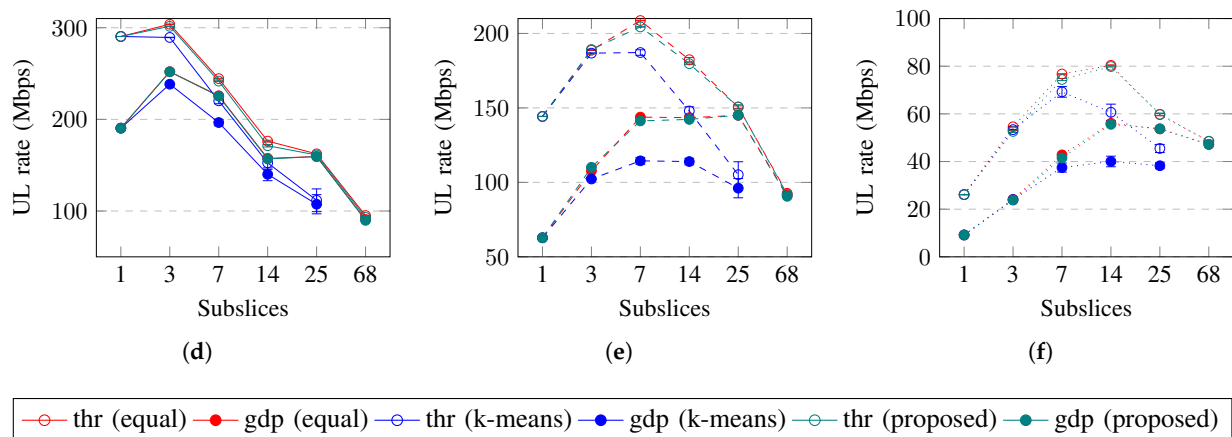 300
200
100
UL rate (Mbps)
1 3 7 14 25 68
Subslices
(d)
200
150
100
50
UL rate (Mbps)
1 3 7 14 25 68
Subslices
(e)
100
80
60
40
20
0
UL rate (Mbps)
1 3 7 14 25 68
Subslices
(f)
thr (equal) gdp (equal) thr (k-means) gdp (k-means) thr (proposed) gdp (proposed)